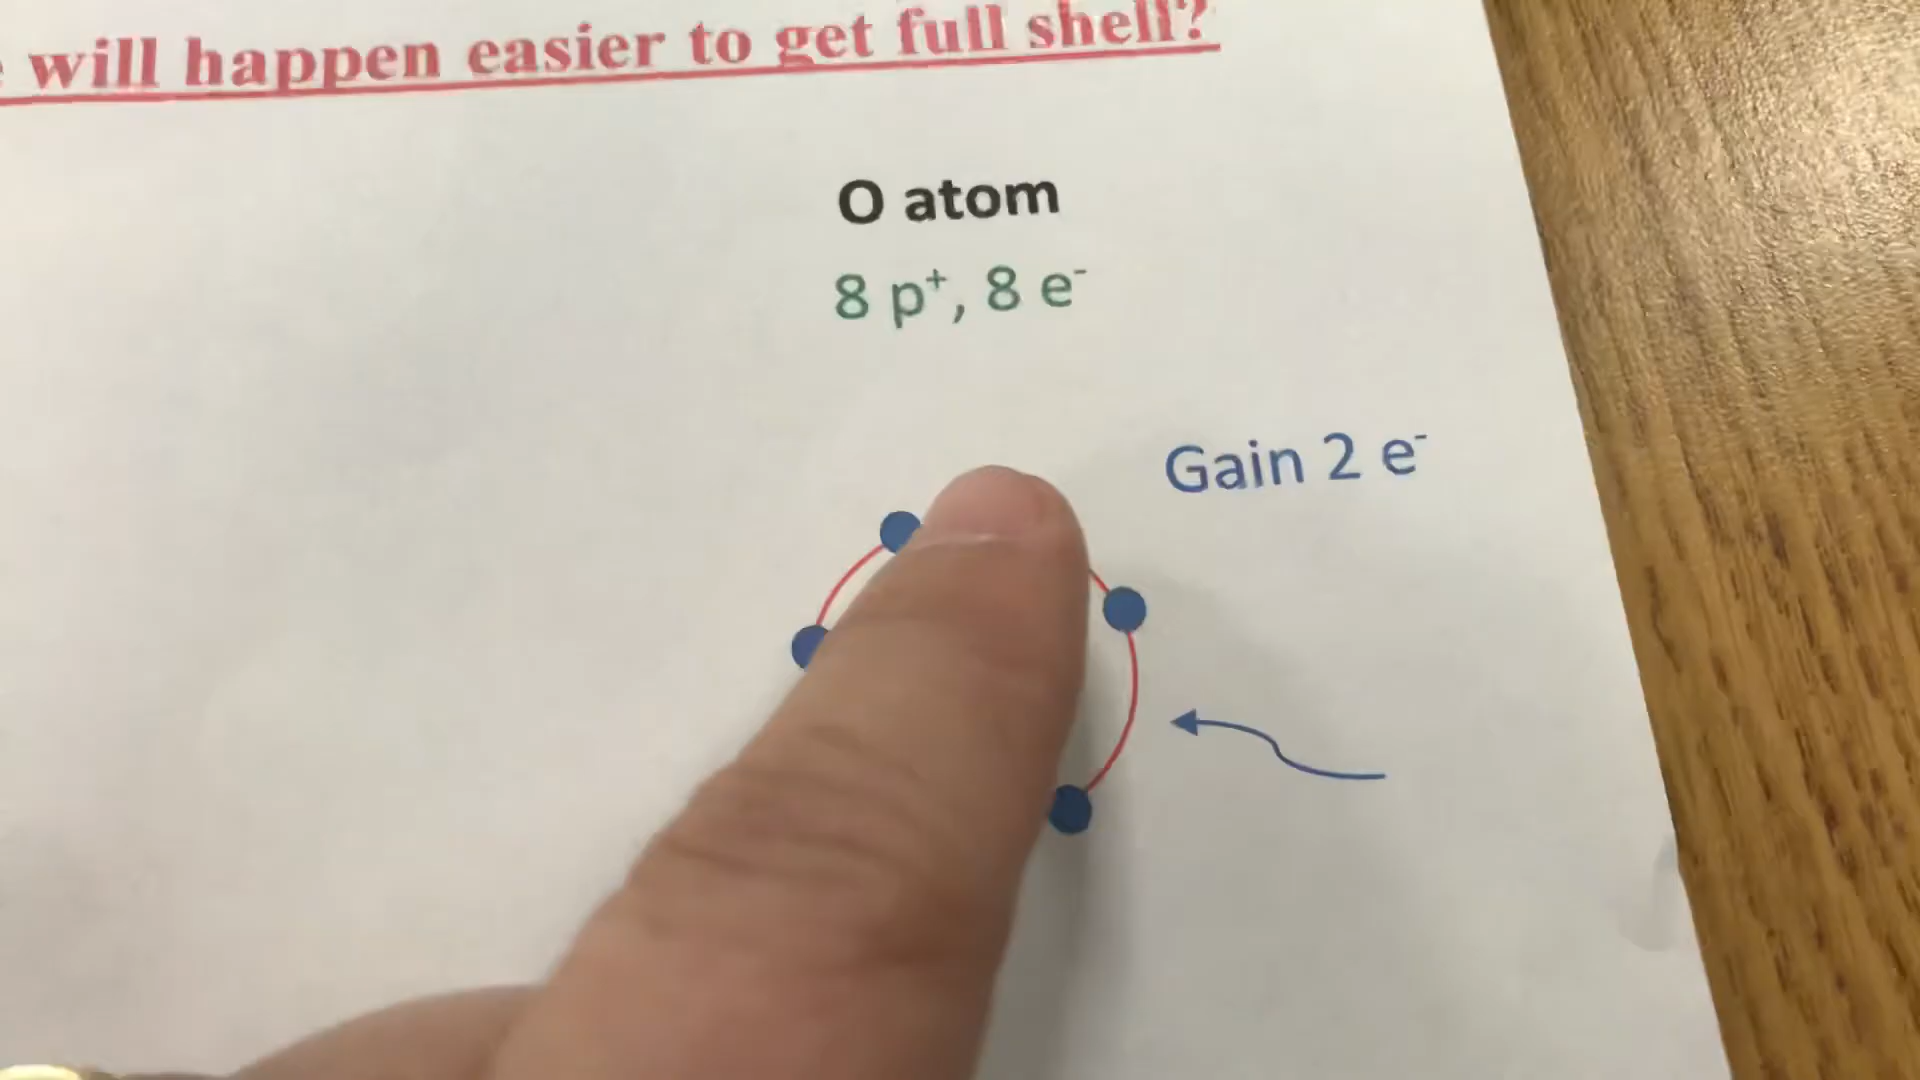 will happen easier to get full shell?
O atom
8 p⁺, 8 e⁻
Gain 2 e⁻